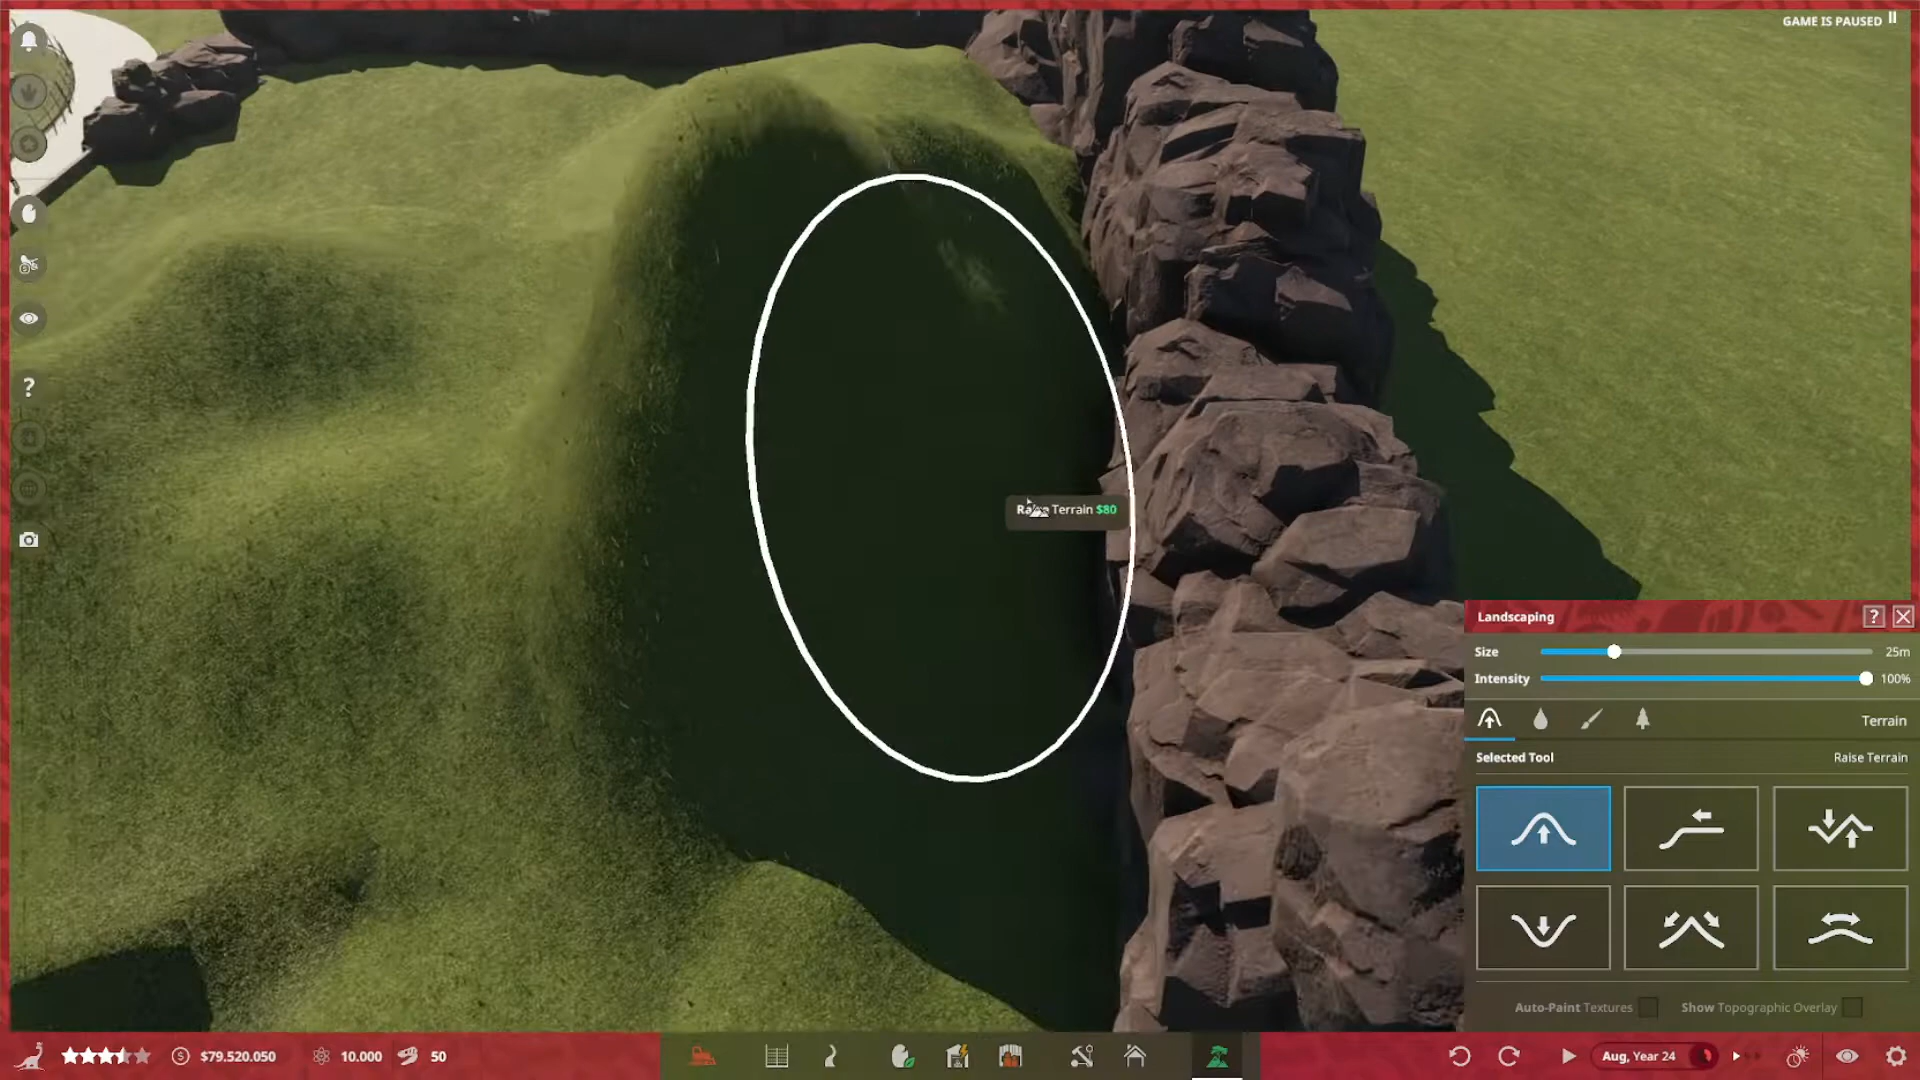 GAME IS PAUSED
?
Raise Terrain $80
Landscaping
?
Size
25m
Intensity
100%
Terrain
Selected Tool
Raise Terrain
Auto-Paint Textures
Show Topographic Overlay
$79.520.050
10.000
50
Aug, Year 24